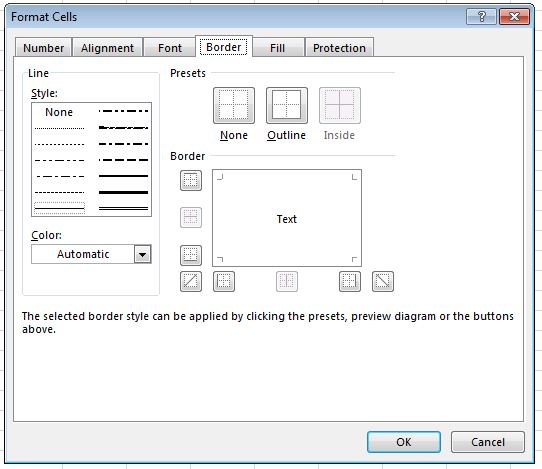 Format Cells
Number Alignment Font Border Fill Protection
Line
Style:
None
Color:
Automatic
Presets
None Outline Inside
Border
Text
The selected border style can be applied by clicking the presets, preview diagram or the buttons
above.
OK Cancel